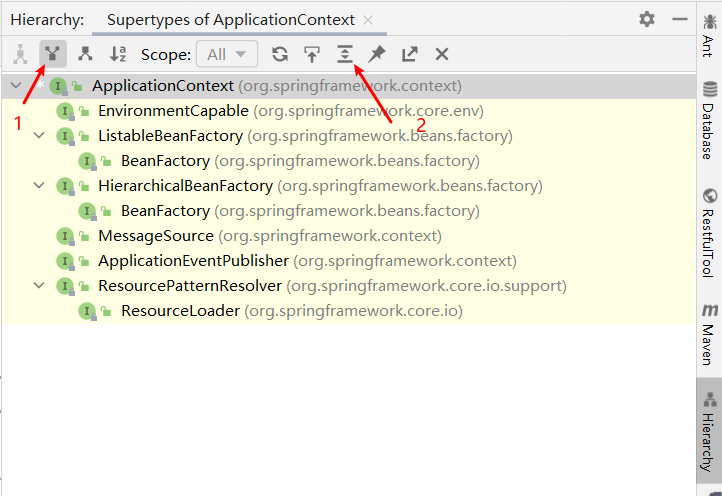 Hierarchy: Supertypes of ApplicationContext
Scope: All
1
2
ApplicationContext (org.springframework.context)
EnvironmentCapable (org.springframework.core.env)
ListableBeanFactory (org.springframework.beans.factory)
BeanFactory (org.springframework.beans.factory)
HierarchicalBeanFactory (org.springframework.beans.factory)
BeanFactory (org.springframework.beans.factory)
MessageSource (org.springframework.context)
ApplicationEventPublisher (org.springframework.context)
ResourcePatternResolver (org.springframework.core.io.support)
ResourceLoader (org.springframework.core.io)
Ant
Database
RestfulTool
Maven
Hierarchy